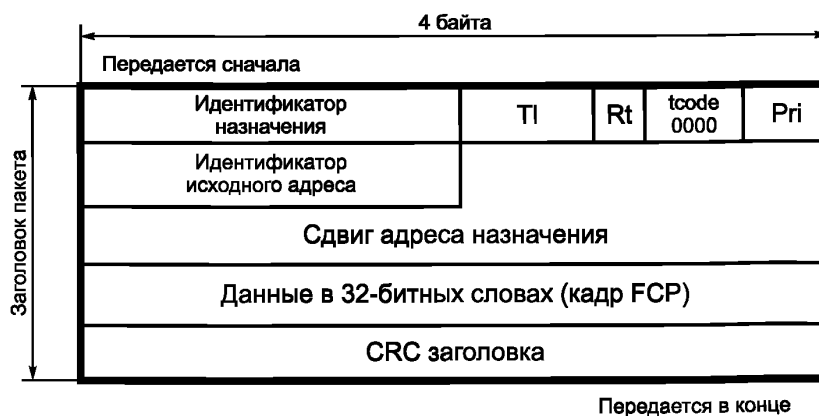 4 байта
Передается сначала
Заголовок пакета
Идентификатор
назначения
Tl
Rt
tcode
0000
Pri
Идентификатор
исходного адреса
Сдвиг адреса назначения
Данные в 32-битных словах (кадр FCP)
CRC заголовка
Передается в конце